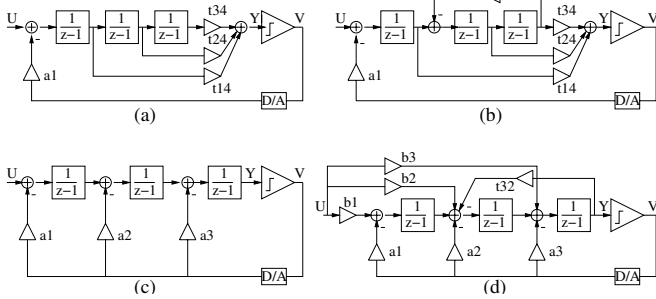 t34
U - 1 z-1 1 z-1 1 z-1 t24 Y V
a1 t14
D/A
(a)
t34
U - - 1 z-1 1 z-1 1 z-1 t24 Y V
a1 t14
D/A
(b)
U - 1 z-1 - 1 z-1 - 1 z-1 Y V
a1 a2 a3
D/A
(c)
b3
b2 t32
U b1 - 1 z-1 - - 1 z-1 - 1 z-1 Y V
a1 a2 a3
D/A
(d)